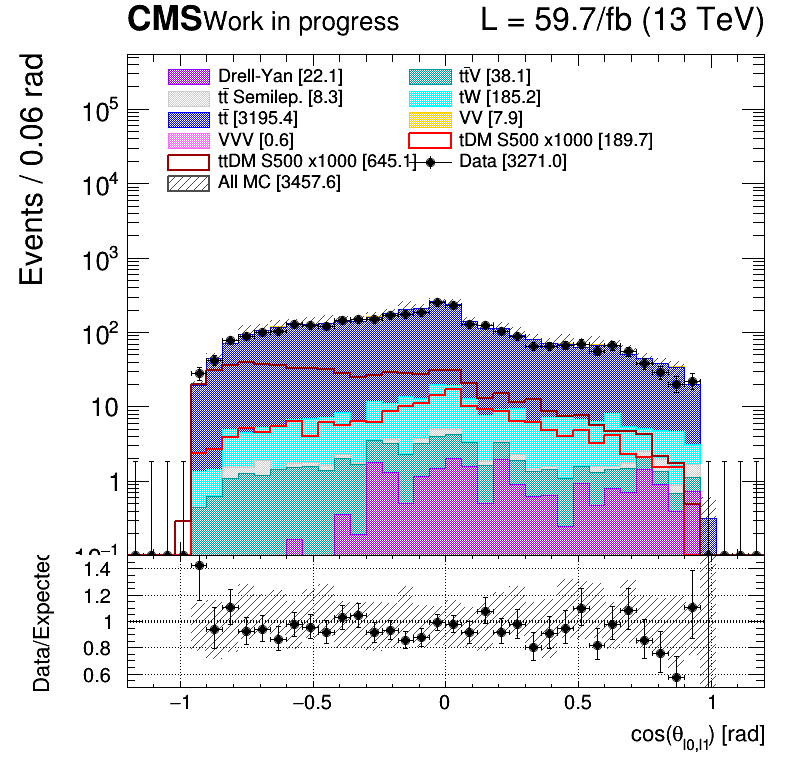 CMS Work in progress L = 59.7/fb (13 TeV)
Events / 0.06 rad
Drell-Yan [22.1] tt̄V [38.1]
tt̄ Semilep. [8.3] tW [185.2]
tt̄ [3195.4] VV [7.9]
VVV [0.6] tDM S500 x1000 [189.7]
ttDM S500 x1000 [645.1] Data [3271.0]
All MC [3457.6]
10⁵
10⁴
10³
10²
10
1
10⁻¹
Data/Expected
1.4
1.2
1
0.8
0.6
−1 −0.5 0 0.5 1
cos(θ_l0,l1) [rad]